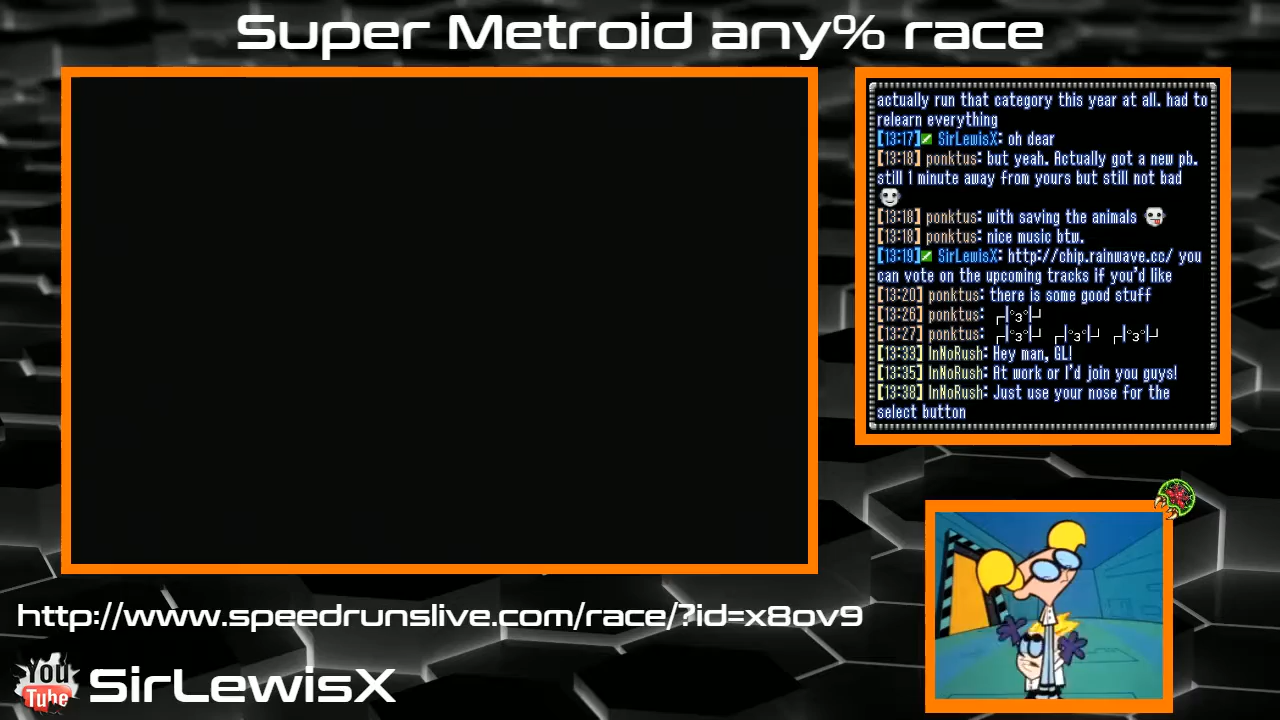 Super Metroid any% race
actually run that category this year at all. had to
relearn everything
[13:17] SirLewisX: oh dear
[13:18] ponktus: but yeah. Actually got a new pb.
still 1 minute away from yours but still not bad
[13:18] ponktus: with saving the animals
[13:18] ponktus: nice music btw.
[13:19] SirLewisX: http://chip.rainwave.cc/ you
can vote on the upcoming tracks if you'd like
[13:20] ponktus: there is some good stuff
[13:26] ponktus: ┌|°з°|┘
[13:27] ponktus: ┌|°з°|┘ ┌|°з°|┘ ┌|°з°|┘
[13:33] InNoRush: Hey man, GL!
[13:35] InNoRush: At work or I'd join you guys!
[13:38] InNoRush: Just use your nose for the
select button
http://www.speedrunslive.com/race/?id=x8ov9
You
Tube
SirLewisX